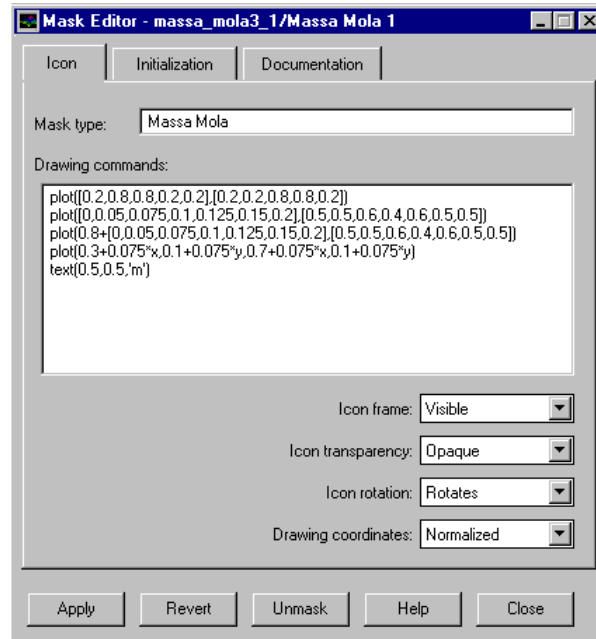 Mask Editor - massa_mola3_1/Massa Mola 1
Icon Initialization Documentation
Mask type: Massa Mola
Drawing commands:
plot([0.2,0.8,0.8,0.2,0.2],[0.2,0.2,0.8,0.8,0.2])
plot([0,0.05,0.075,0.1,0.125,0.15,0.2],[0.5,0.5,0.6,0.4,0.6,0.5,0.5])
plot(0.8+[0,0.05,0.075,0.1,0.125,0.15,0.2],[0.5,0.5,0.6,0.4,0.6,0.5,0.5])
plot(0.3+0.075*x,0.1+0.075*y,0.7+0.075*x,0.1+0.075*y)
text(0.5,0.5,'m')
Icon frame: Visible
Icon transparency: Opaque
Icon rotation: Rotates
Drawing coordinates: Normalized
Apply Revert Unmask Help Close